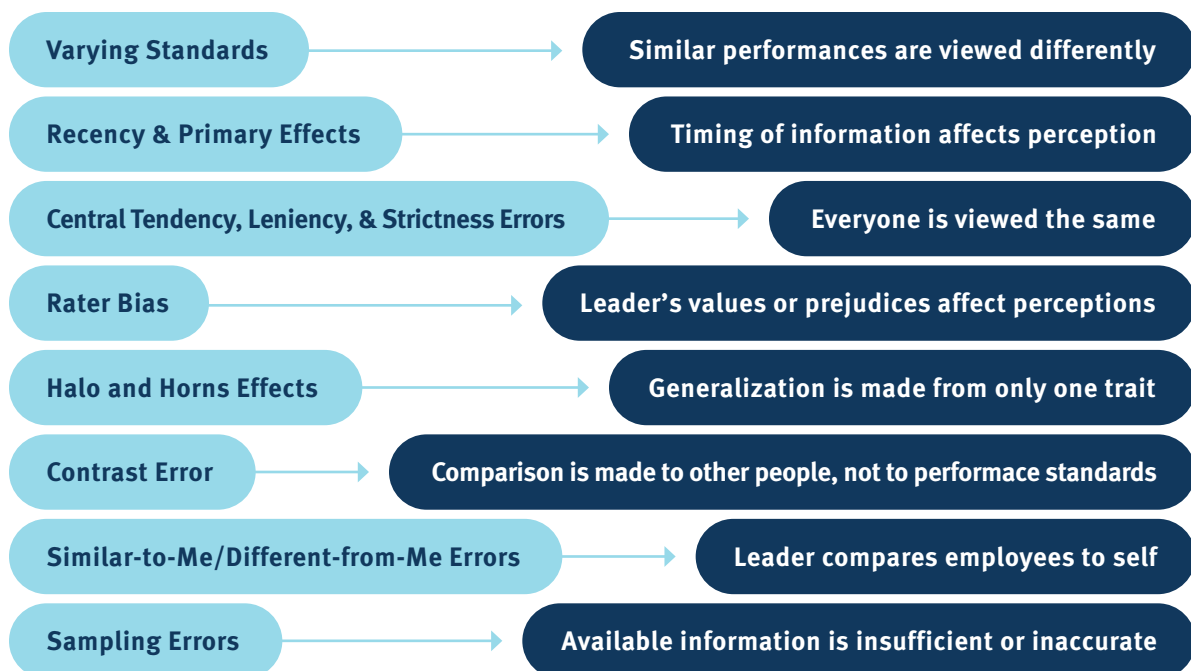 Varying Standards
Similar performances are viewed differently
Recency & Primary Effects
Timing of information affects perception
Central Tendency, Leniency, & Strictness Errors
Everyone is viewed the same
Rater Bias
Leader’s values or prejudices affect perceptions
Halo and Horns Effects
Generalization is made from only one trait
Contrast Error
Comparison is made to other people, not to performace standards
Similar-to-Me/Different-from-Me Errors
Leader compares employees to self
Sampling Errors
Available information is insufficient or inaccurate